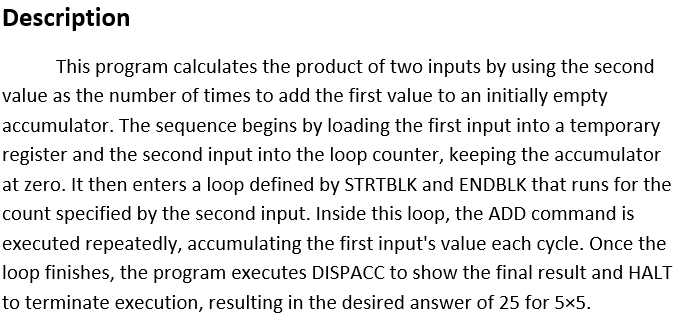 Description
This program calculates the product of two inputs by using the second
value as the number of times to add the first value to an initially empty
accumulator. The sequence begins by loading the first input into a temporary
register and the second input into the loop counter, keeping the accumulator
at zero. It then enters a loop defined by STRTBLK and ENDBLK that runs for the
count specified by the second input. Inside this loop, the ADD command is
executed repeatedly, accumulating the first input's value each cycle. Once the
loop finishes, the program executes DISPACC to show the final result and HALT
to terminate execution, resulting in the desired answer of 25 for 5×5.